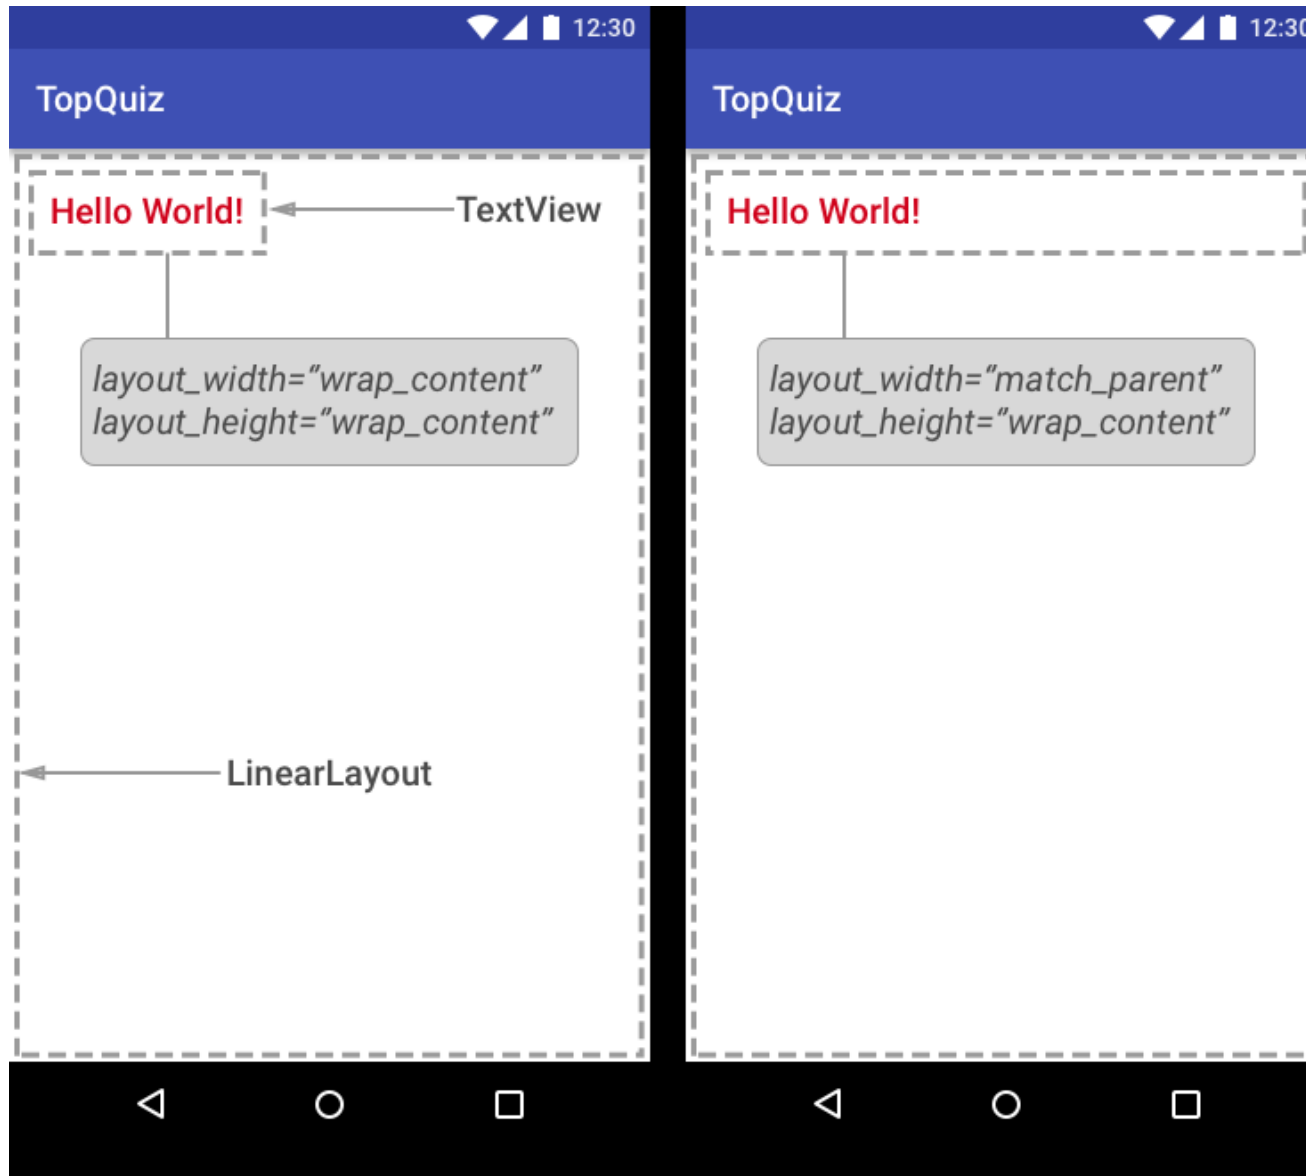 12:30
TopQuiz
Hello World!
TextView
layout_width=“wrap_content”
layout_height=“wrap_content”
LinearLayout
12:30
TopQuiz
Hello World!
layout_width=“match_parent”
layout_height=“wrap_content”